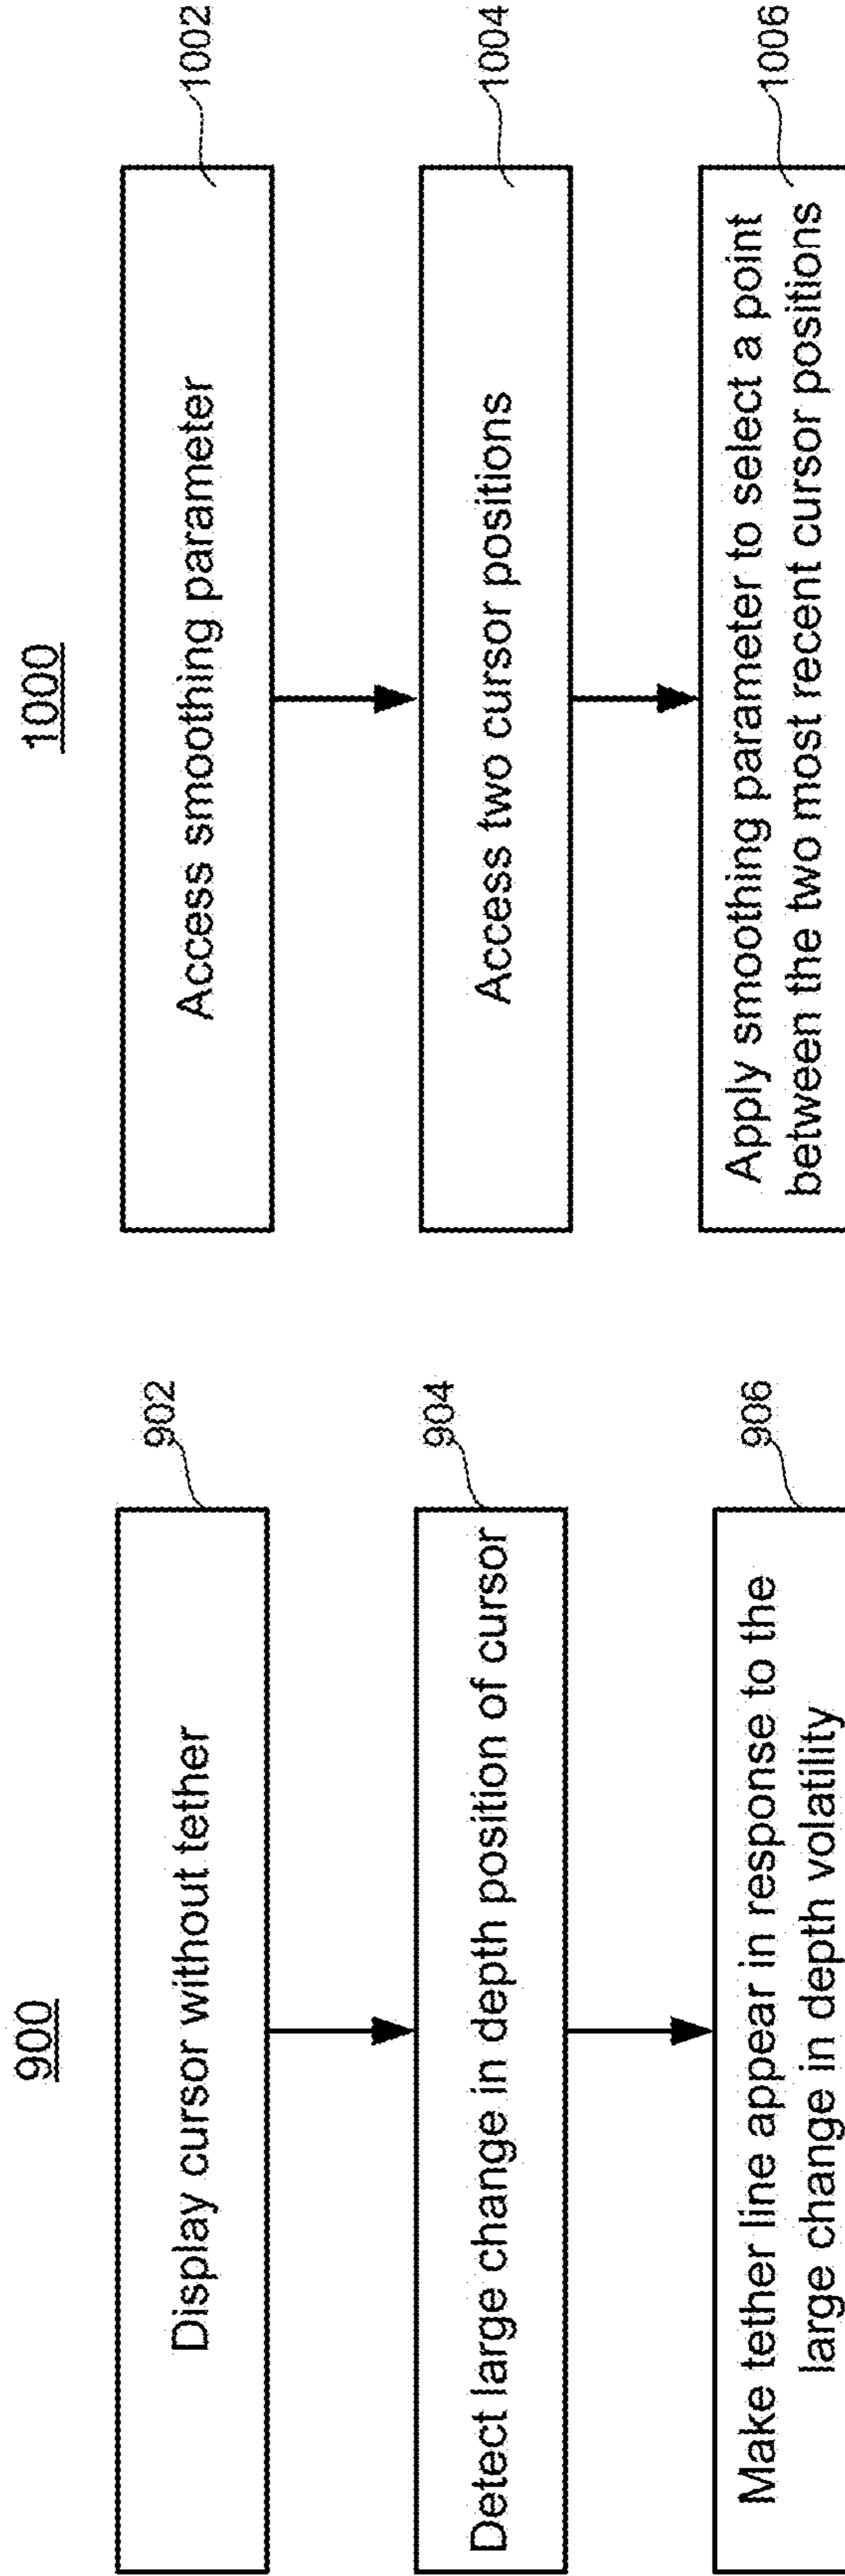 900
Display cursor without tether
902
Detect large change in depth position of cursor
904
Make tether line appear in response to the
large change in depth volatility
906
1000
Access smoothing parameter
1002
Access two cursor positions
1004
Apply smoothing parameter to select a point
between the two most recent cursor positions
1006